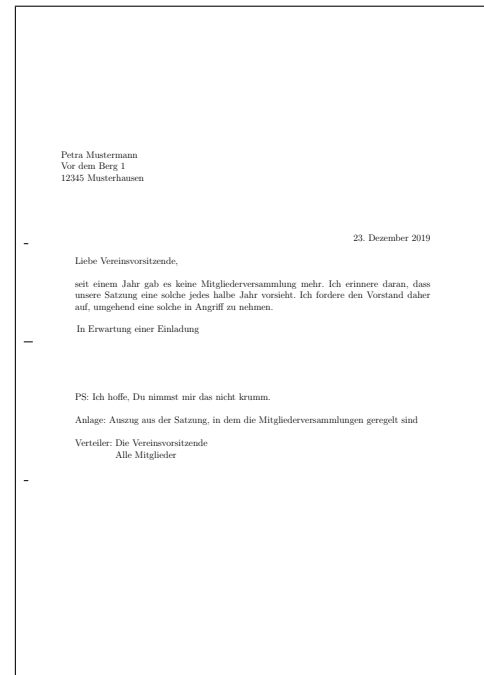 Petra Mustermann
Vor dem Berg 1
12345 Musterhausen
23. Dezember 2019
Liebe Vereinsvorsitzende,
seit einem Jahr gab es keine Mitgliederversammlung mehr. Ich erinnere daran, dass
unsere Satzung eine solche jedes halbe Jahr vorsieht. Ich fordere den Vorstand daher
auf, umgehend eine solche in Angriff zu nehmen.
In Erwartung einer Einladung
PS: Ich hoffe, Du nimmst mir das nicht krumm.
Anlage: Auszug aus der Satzung, in dem die Mitgliederversammlungen geregelt sind
Verteiler: Die Vereinsvorsitzende
Alle Mitglieder